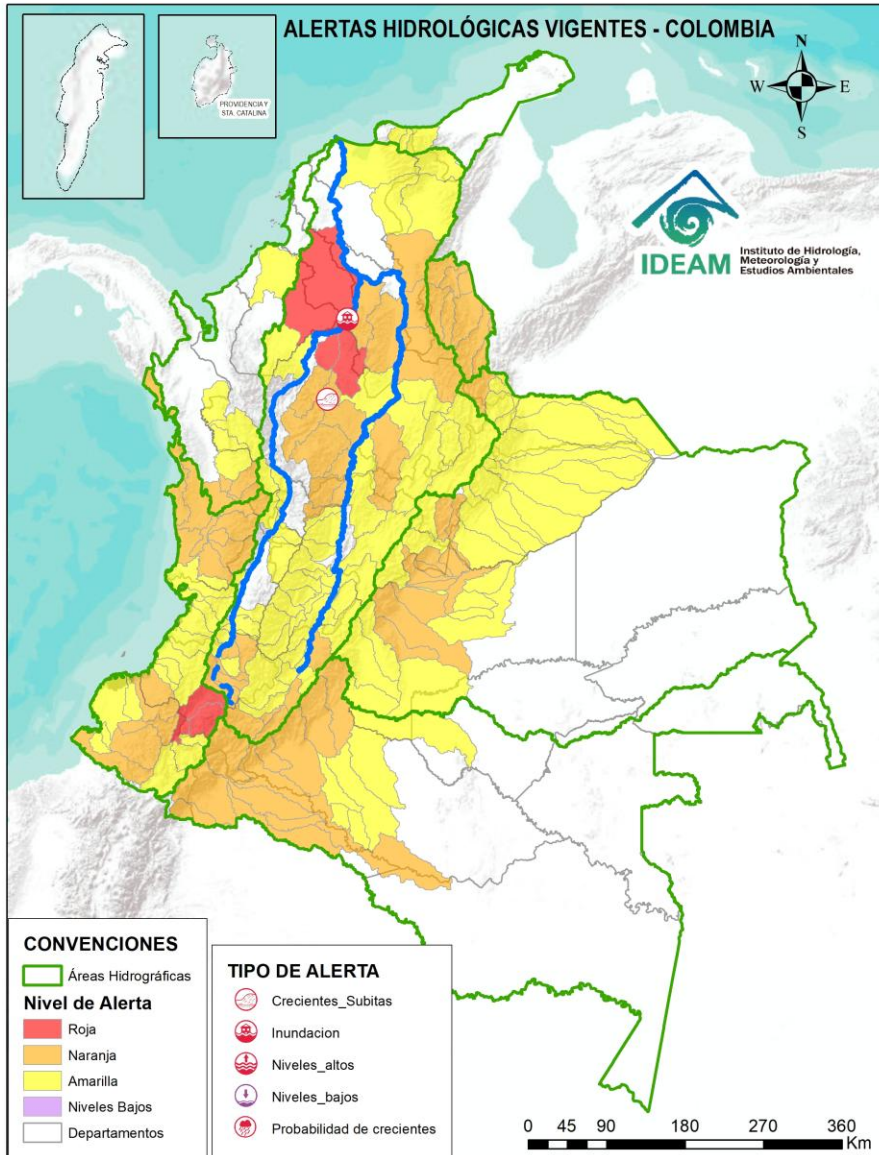 ALERTAS HIDROLÓGICAS VIGENTES - COLOMBIA
PROVIDENCIA Y
STA. CATALINA
N
W
E
S
IDEAM
Instituto de Hidrología,
Meteorología y
Estudios Ambientales
CONVENCIONES
Áreas Hidrográficas
Nivel de Alerta
Roja
Naranja
Amarilla
Niveles Bajos
Departamentos
TIPO DE ALERTA
Crecientes_Subitas
Inundacion
Niveles_altos
Niveles_bajos
Probabilidad de crecientes
0 45 90 180 270 360
Km